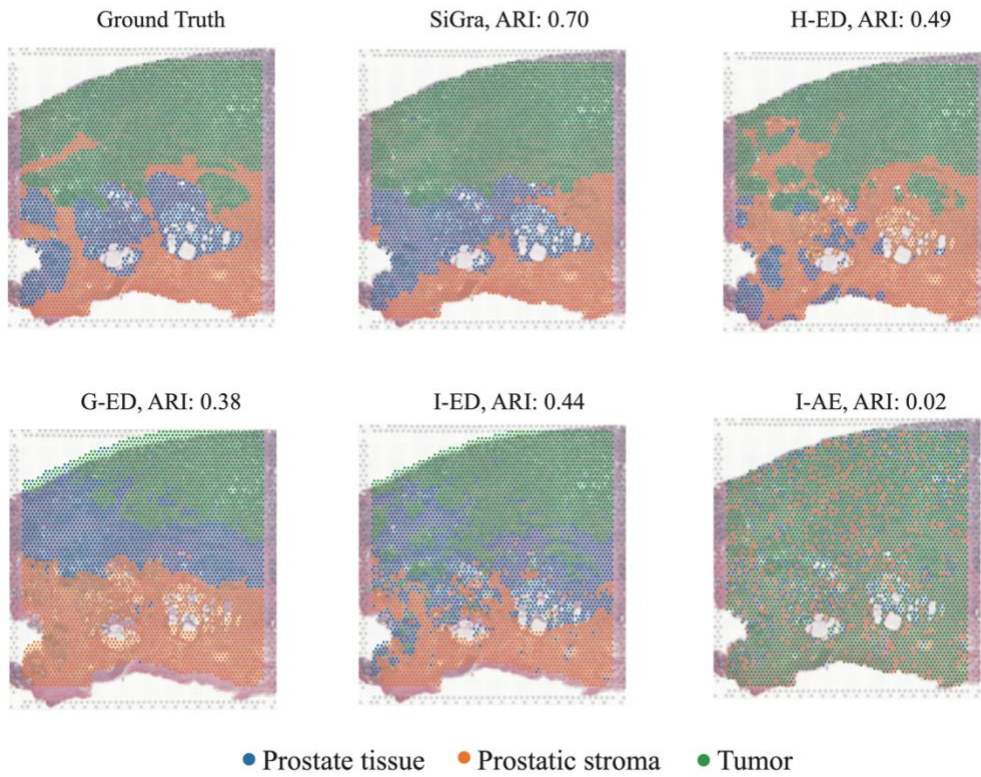 Ground Truth
SiGra, ARI: 0.70
H-ED, ARI: 0.49
G-ED, ARI: 0.38
I-ED, ARI: 0.44
I-AE, ARI: 0.02
Prostate tissue
Prostatic stroma
Tumor